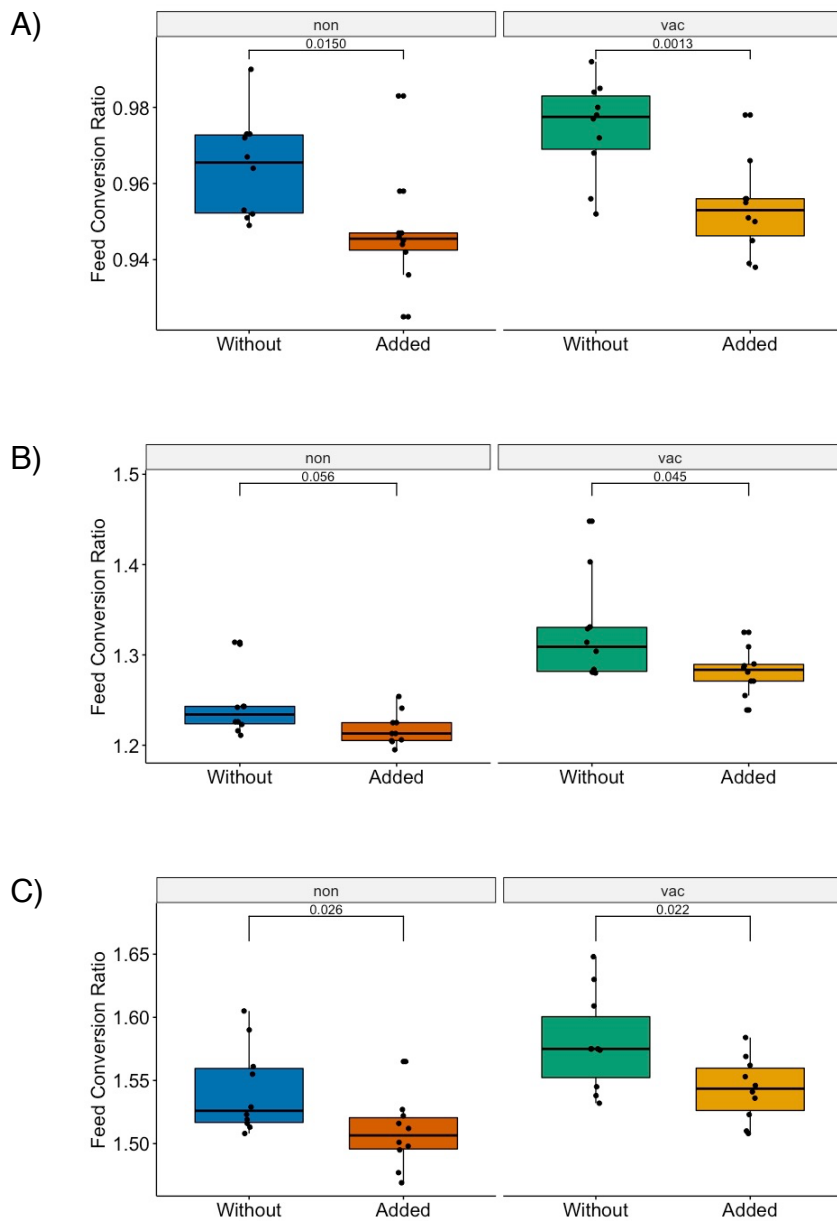 A)
non vac
0.0150 0.0013
Feed Conversion Ratio
0.98
0.96
0.94
Without Added Without Added
B)
non vac
0.056 0.045
Feed Conversion Ratio
1.5
1.4
1.3
1.2
Without Added Without Added
C)
non vac
0.026 0.022
Feed Conversion Ratio
1.65
1.60
1.55
1.50
Without Added Without Added